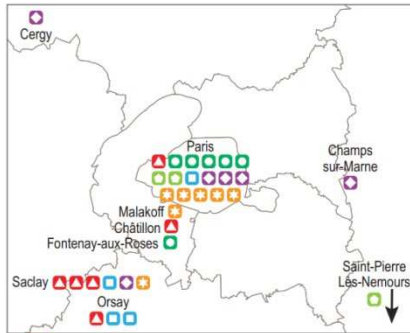 Cergy
Paris
Champs
sur-Marne
Malakoff
Châtillon
Fontenay-aux-Roses
Saclay
Orsay
Saint-Pierre
Lès-Nemours